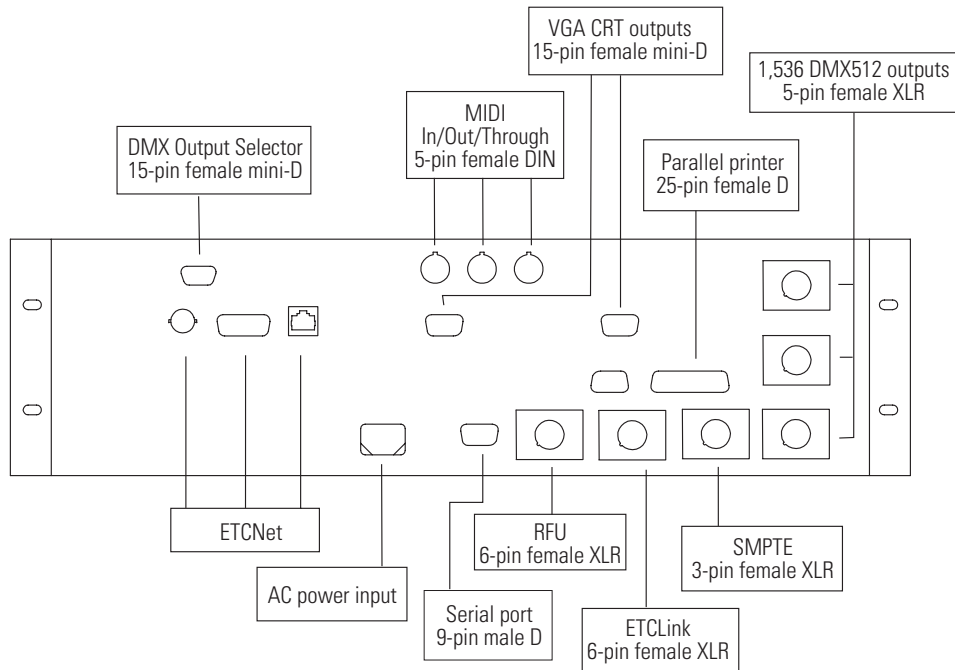 VGA CRT outputs
15-pin female mini-D
1,536 DMX512 outputs
5-pin female XLR
MIDI
In/Out/Through
5-pin female DIN
DMX Output Selector
15-pin female mini-D
Parallel printer
25-pin female D
ETCNet
AC power input
Serial port
9-pin male D
RFU
6-pin female XLR
ETCLink
6-pin female XLR
SMPTE
3-pin female XLR